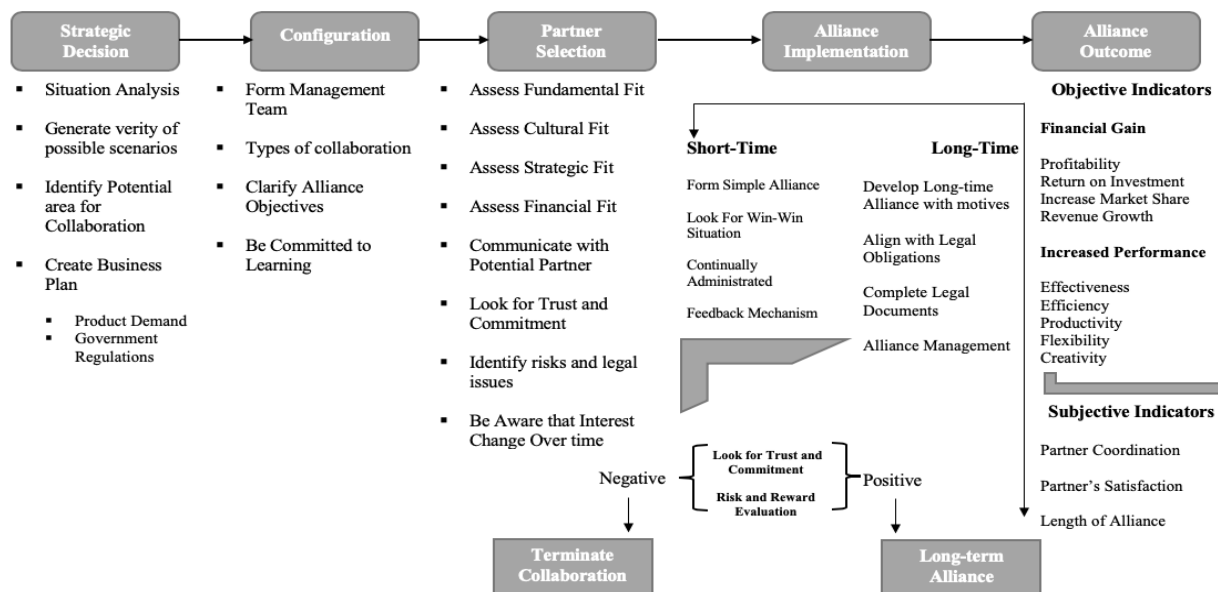 Strategic
Decision
Configuration
Partner
Selection
Alliance
Implementation
Alliance
Outcome
Situation Analysis
Generate verity of
possible scenarios
Identify Potential
area for
Collaboration
Create Business
Plan
Product Demand
Government
Regulations
Form Management
Team
Types of collaboration
Clarify Alliance
Objectives
Be Committed to
Learning
Assess Fundamental Fit
Assess Cultural Fit
Assess Strategic Fit
Assess Financial Fit
Communicate with
Potential Partner
Look for Trust and
Commitment
Identify risks and legal
issues
Be Aware that Interest
Change Over time
Short-Time
Form Simple Alliance
Look For Win-Win
Situation
Continually
Administrated
Feedback Mechanism
Long-Time
Develop Long-time
Alliance with motives
Align with Legal
Obligations
Complete Legal
Documents
Alliance Management
Objective Indicators
Financial Gain
Profitability
Return on Investment
Increase Market Share
Revenue Growth
Increased Performance
Effectiveness
Efficiency
Productivity
Flexibility
Creativity
Subjective Indicators
Partner Coordination
Partner's Satisfaction
Length of Alliance
Negative
Look for Trust and
Commitment
Risk and Reward
Evaluation
Positive
Terminate
Collaboration
Long-term
Alliance